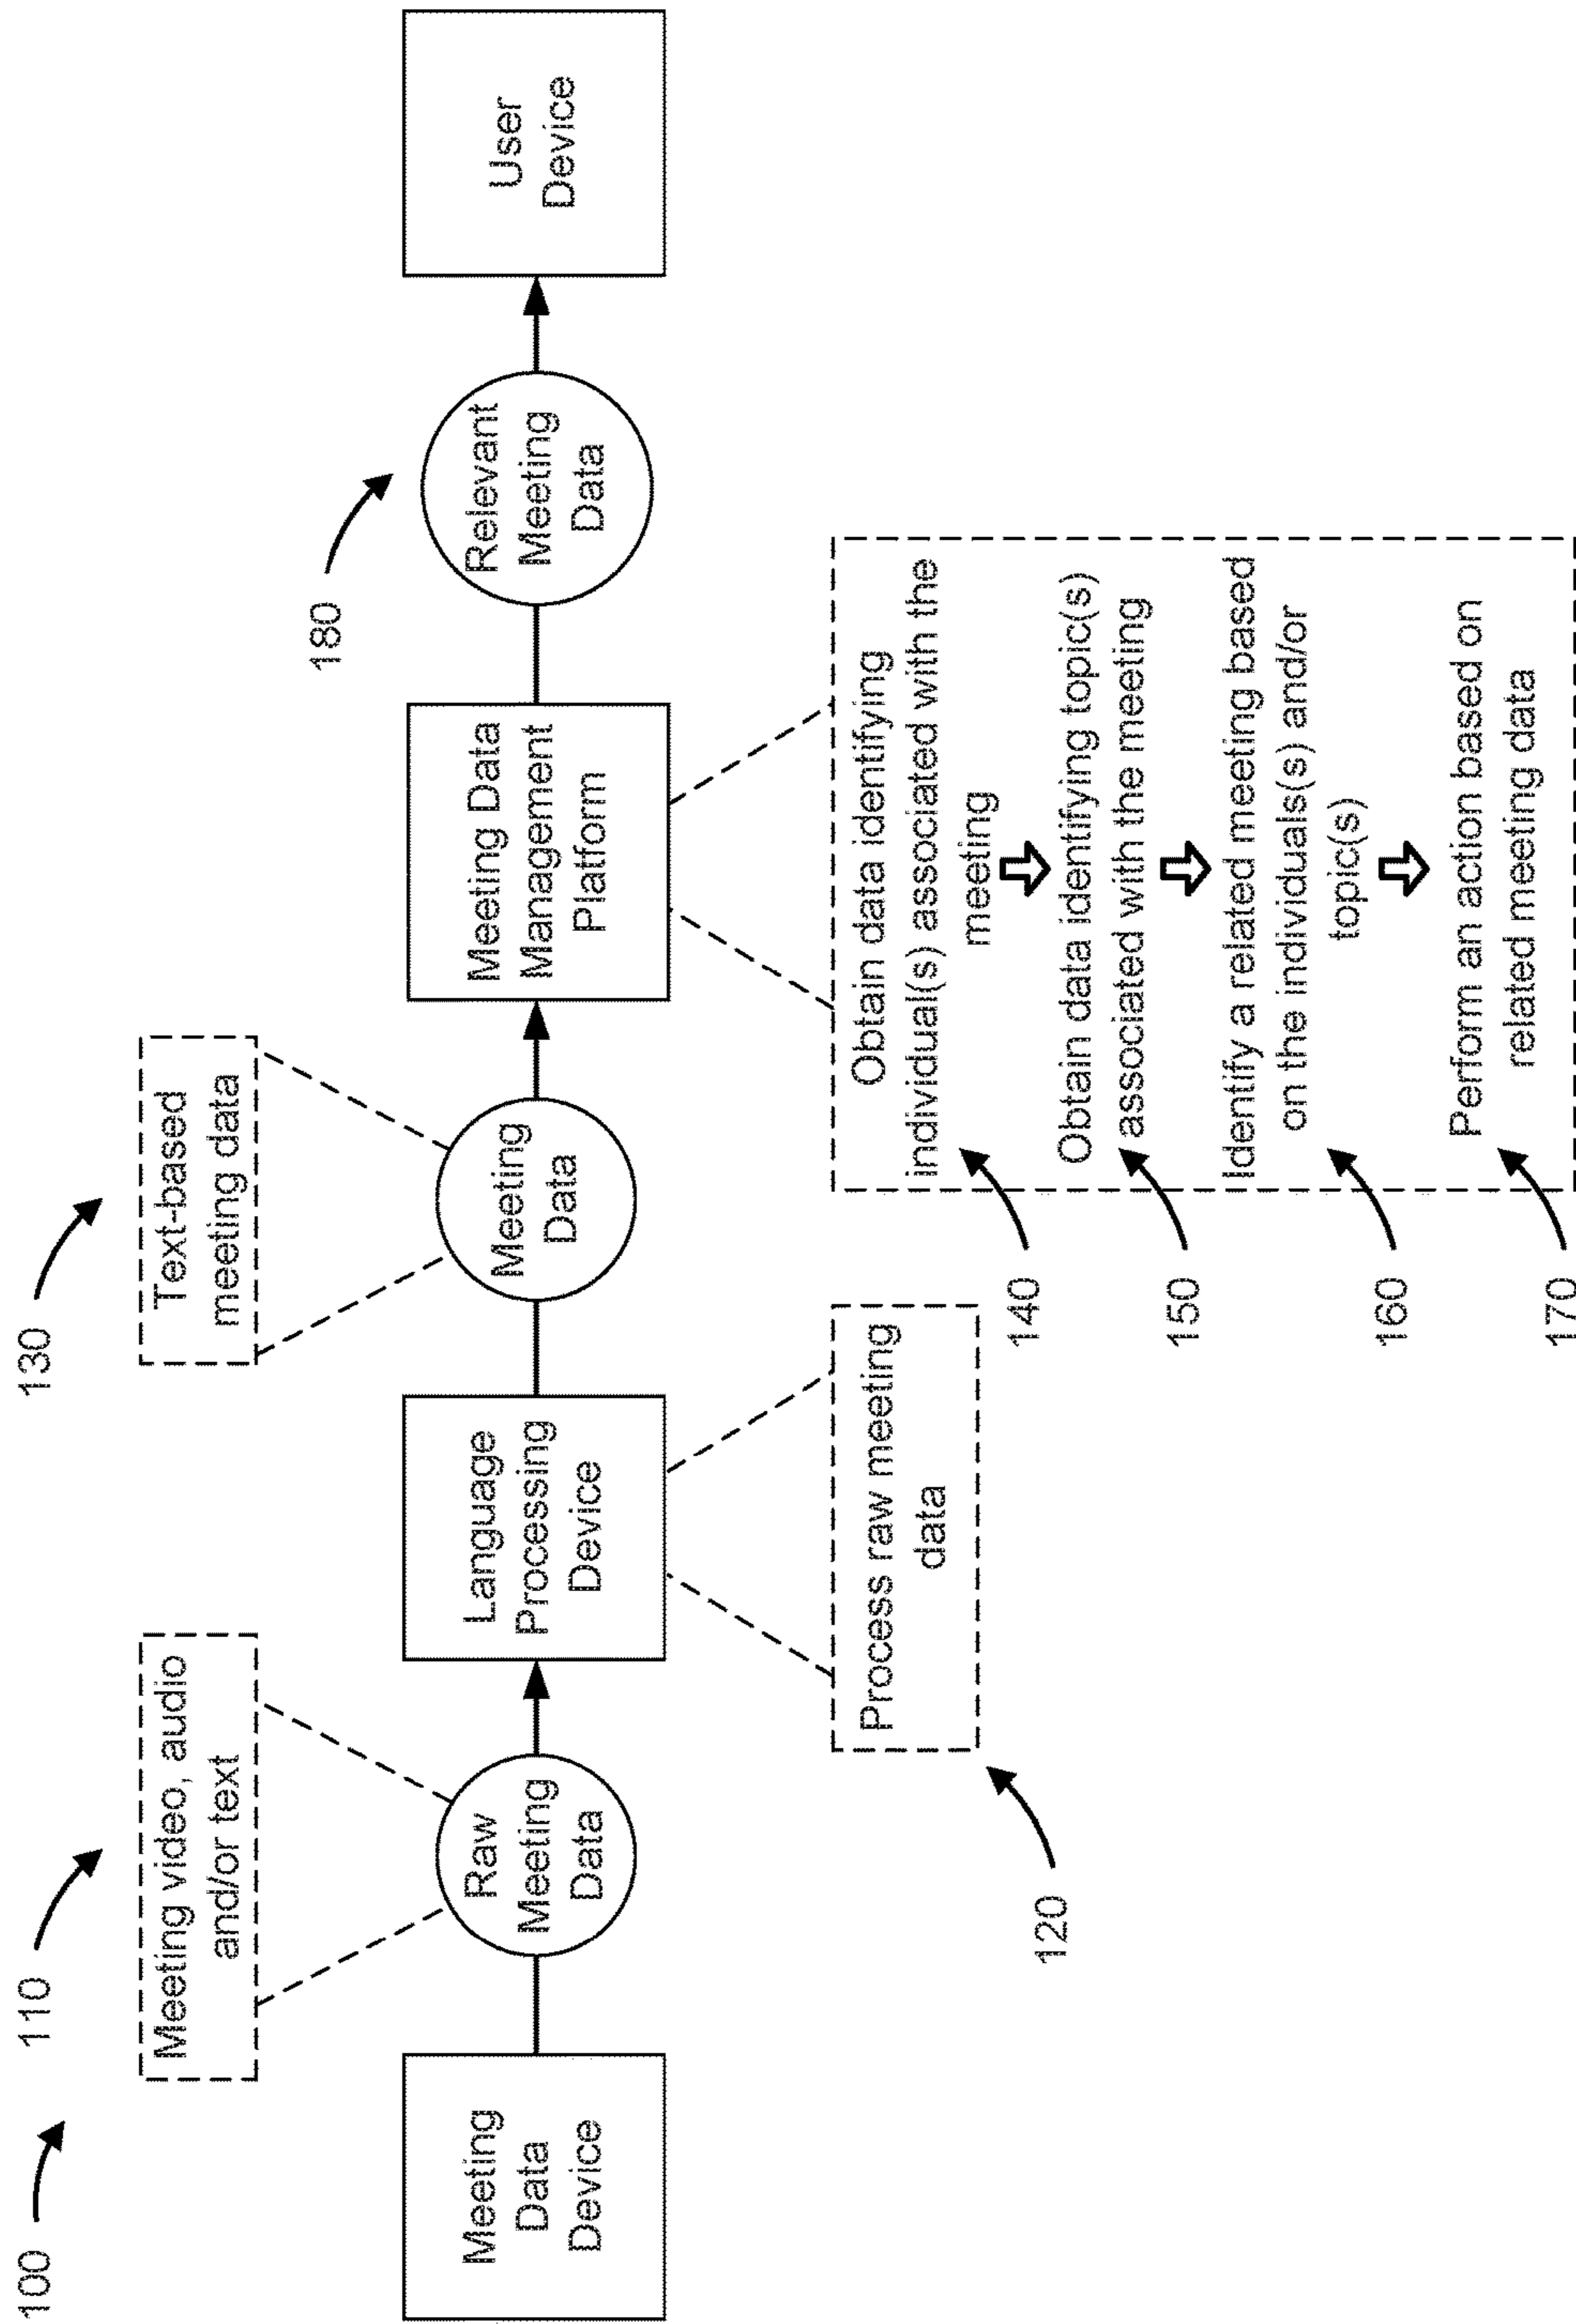 100
110
130
180
Meeting video, audio
and/or text
Text-based
meeting data
Meeting
Data
Device
Raw
Meeting
Data
Language
Processing
Device
Meeting
Data
Meeting Data
Management
Platform
Relevant
Meeting
Data
User
Device
Process raw meeting
data
120
Obtain data identifying
individual(s) associated with the
meeting
140
Obtain data identifying topic(s)
associated with the meeting
150
Identify a related meeting based
on the individuals(s) and/or
topic(s)
160
Perform an action based on
related meeting data
170